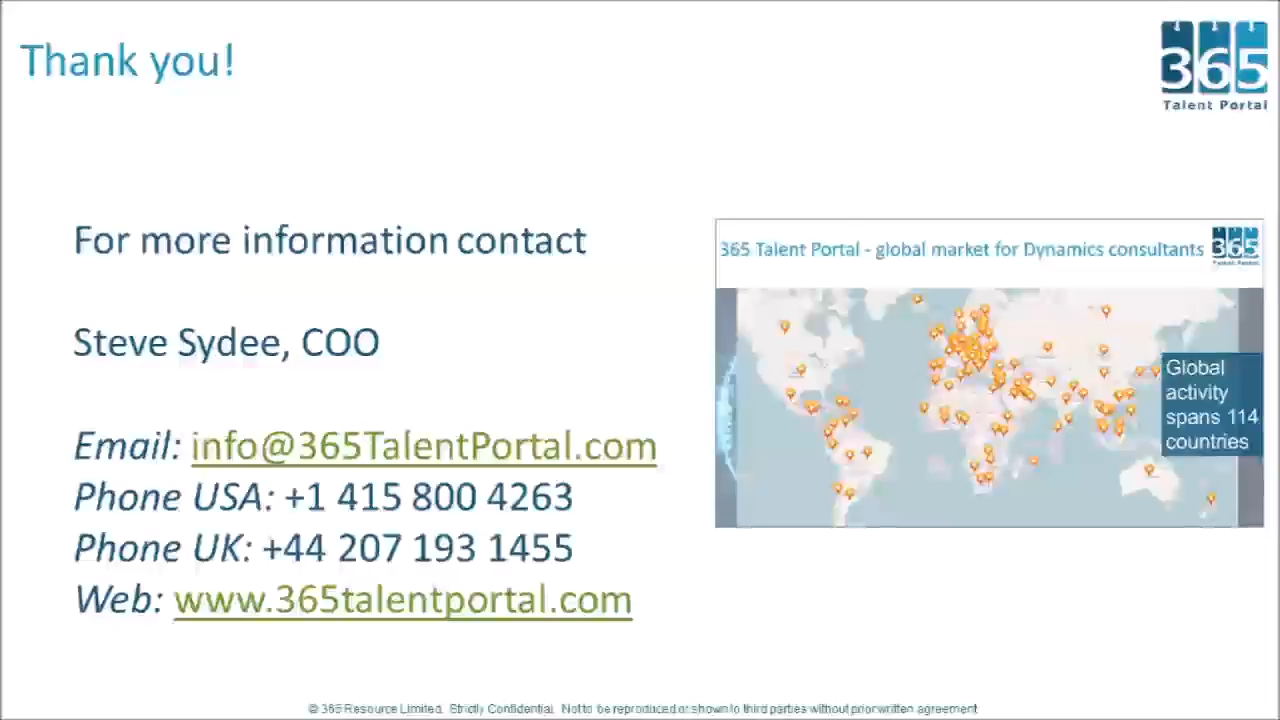 Thank you!
365
Talent Portal
For more information contact
Steve Sydee, COO
Email: info@365TalentPortal.com
Phone USA: +1 415 800 4263
Phone UK: +44 207 193 1455
Web: www.365talentportal.com
365 Talent Portal - global market for Dynamics consultants
365
Talent Portal
Global
activity
spans 114
countries
© 365 Resource Limited. Strictly Confidential. Not to be reproduced or shown to third parties without prior written agreement